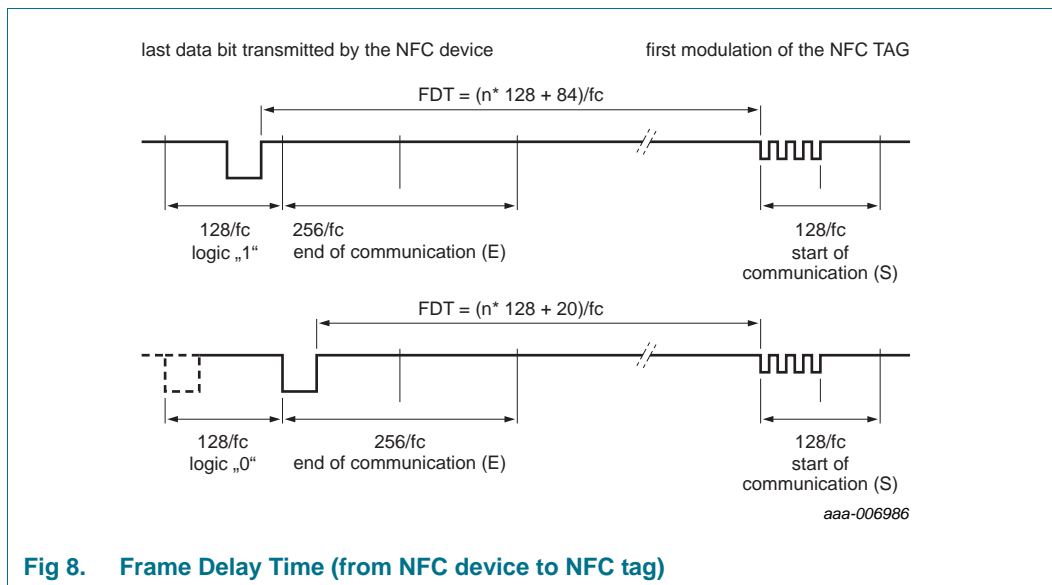 last data bit transmitted by the NFC device
first modulation of the NFC TAG
FDT = (n* 128 + 84)/fc
128/fc
logic „1“
256/fc
end of communication (E)
128/fc
start of
communication (S)
FDT = (n* 128 + 20)/fc
128/fc
logic „0“
256/fc
end of communication (E)
128/fc
start of
communication (S)
aaa-006986
Fig 8. Frame Delay Time (from NFC device to NFC tag)